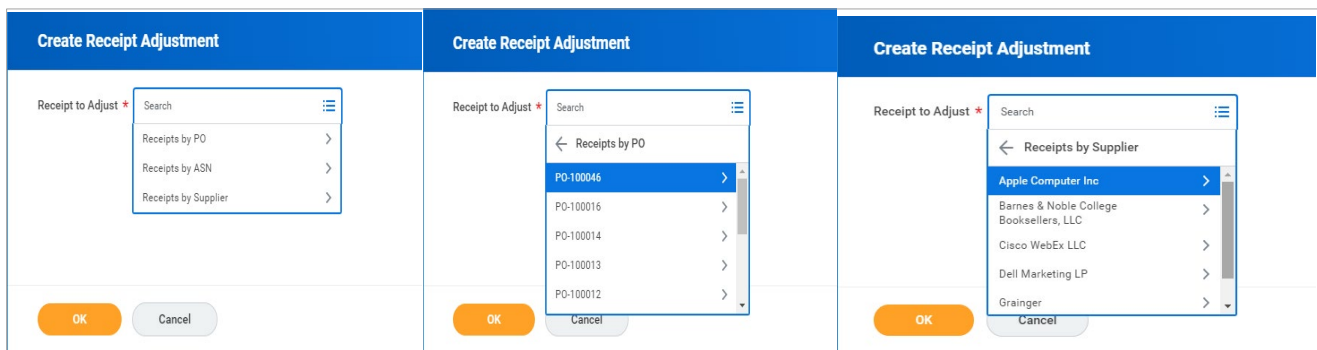 Create Receipt Adjustment
Receipt to Adjust *
Search
Receipts by PO
Receipts by ASN
Receipts by Supplier
OK
Cancel
Create Receipt Adjustment
Receipt to Adjust *
Search
Receipts by PO
PO-100046
PO-100016
PO-100014
PO-100013
PO-100012
OK
Cancel
Create Receipt Adjustment
Receipt to Adjust *
Search
Receipts by Supplier
Apple Computer Inc
Barnes & Noble College
Booksellers, LLC
Cisco WebEx LLC
Dell Marketing LP
Grainger
OK
Cancel